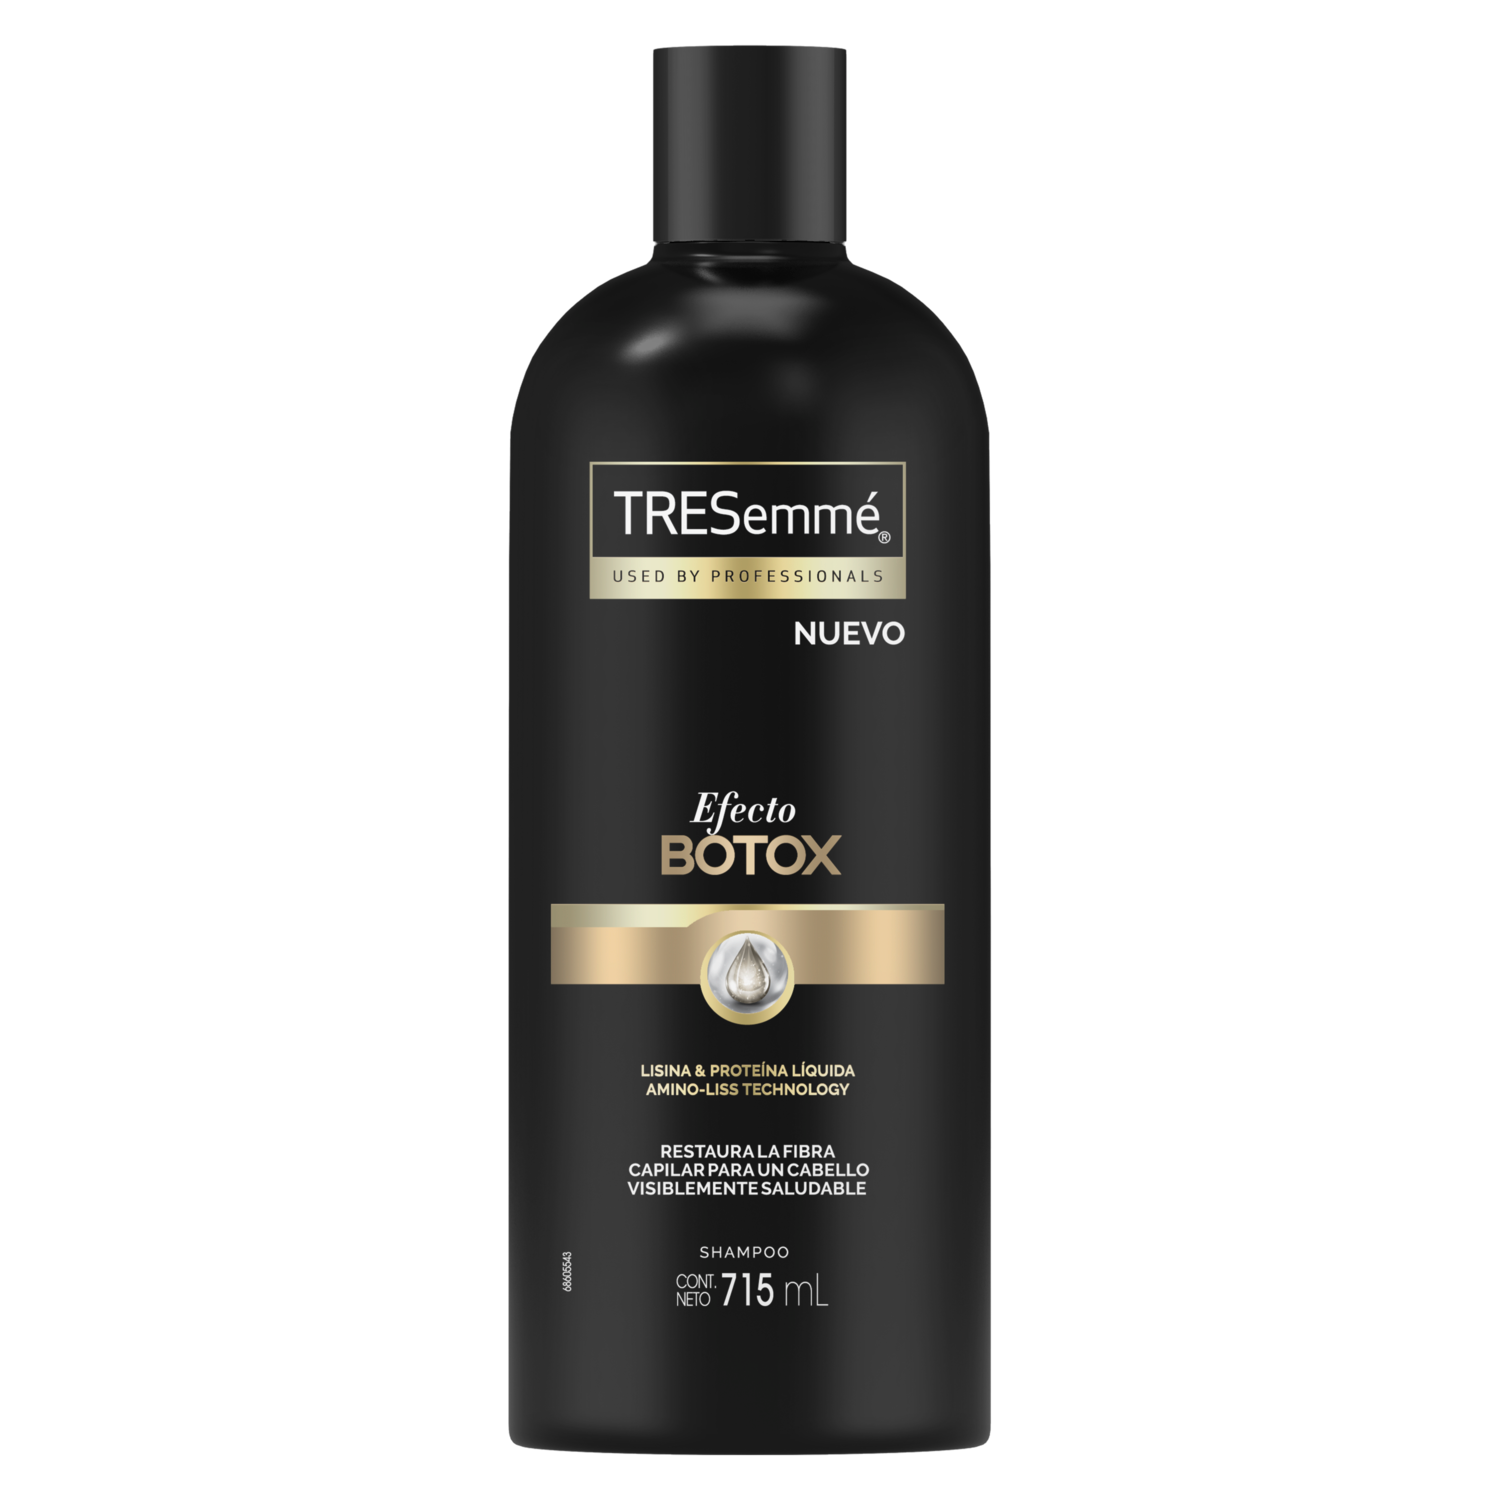 TRESemmé®
USED BY PROFESSIONALS
NUEVO
Efecto
BOTOX
LISINA & PROTEÍNA LÍQUIDA
AMINO-LISS TECHNOLOGY
RESTAURA LA FIBRA
CAPILAR PARA UN CABELLO
VISIBLEMENTE SALUDABLE
68605543
SHAMPOO
CONT. NETO 715 mL